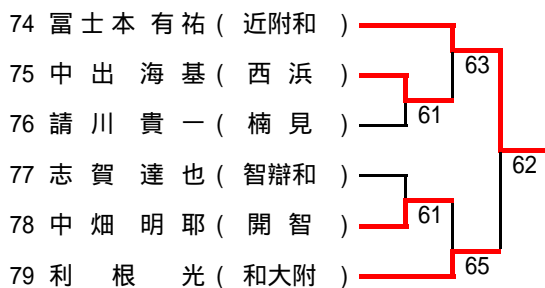 74 冨士本 有祐 ( 近附和 )
63
75 中出 海基 ( 西浜 )
61
76 請川 貴一 ( 楠見 )
62
77 志賀 達也 ( 智辯和 )
61
78 中畑 明耶 ( 開智 )
65
79 利根 光 ( 和大附 )